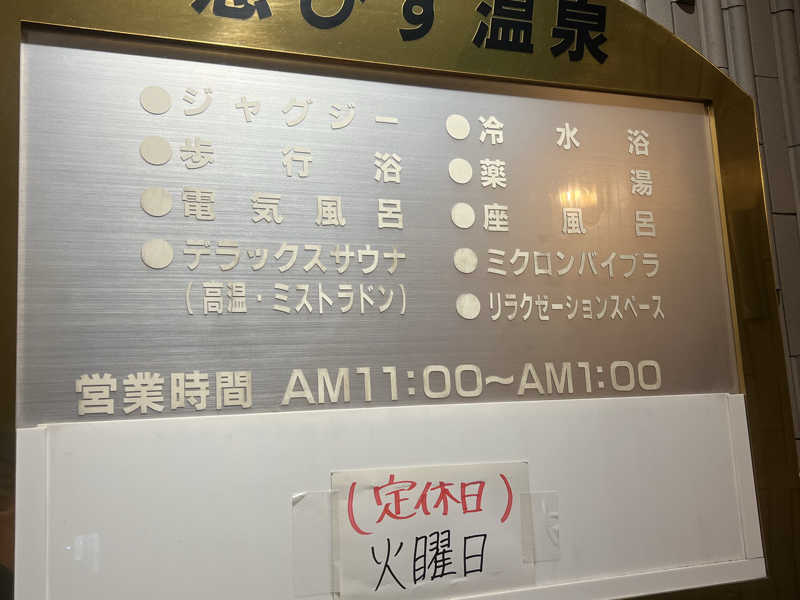 恵びす温泉
●ジャグジー
●歩行浴
●電気風呂
●デラックスサウナ
(高温・ミストラドン)
●冷水浴
●薬湯
●座風呂
●ミクロンバイブラ
●リラクゼーションスペース
営業時間 AM11:00～AM1:00
(定休日)
火曜日